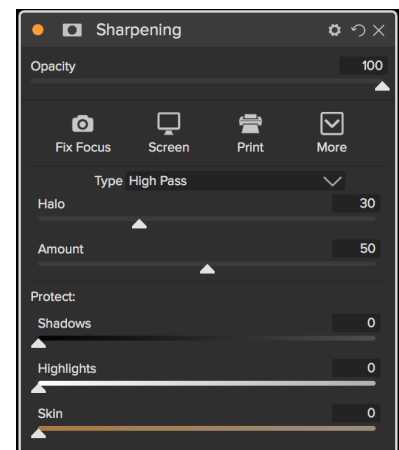 Sharpening
Opacity 100
Fix Focus Screen Print More
Type High Pass
Halo 30
Amount 50
Protect:
Shadows 0
Highlights 0
Skin 0